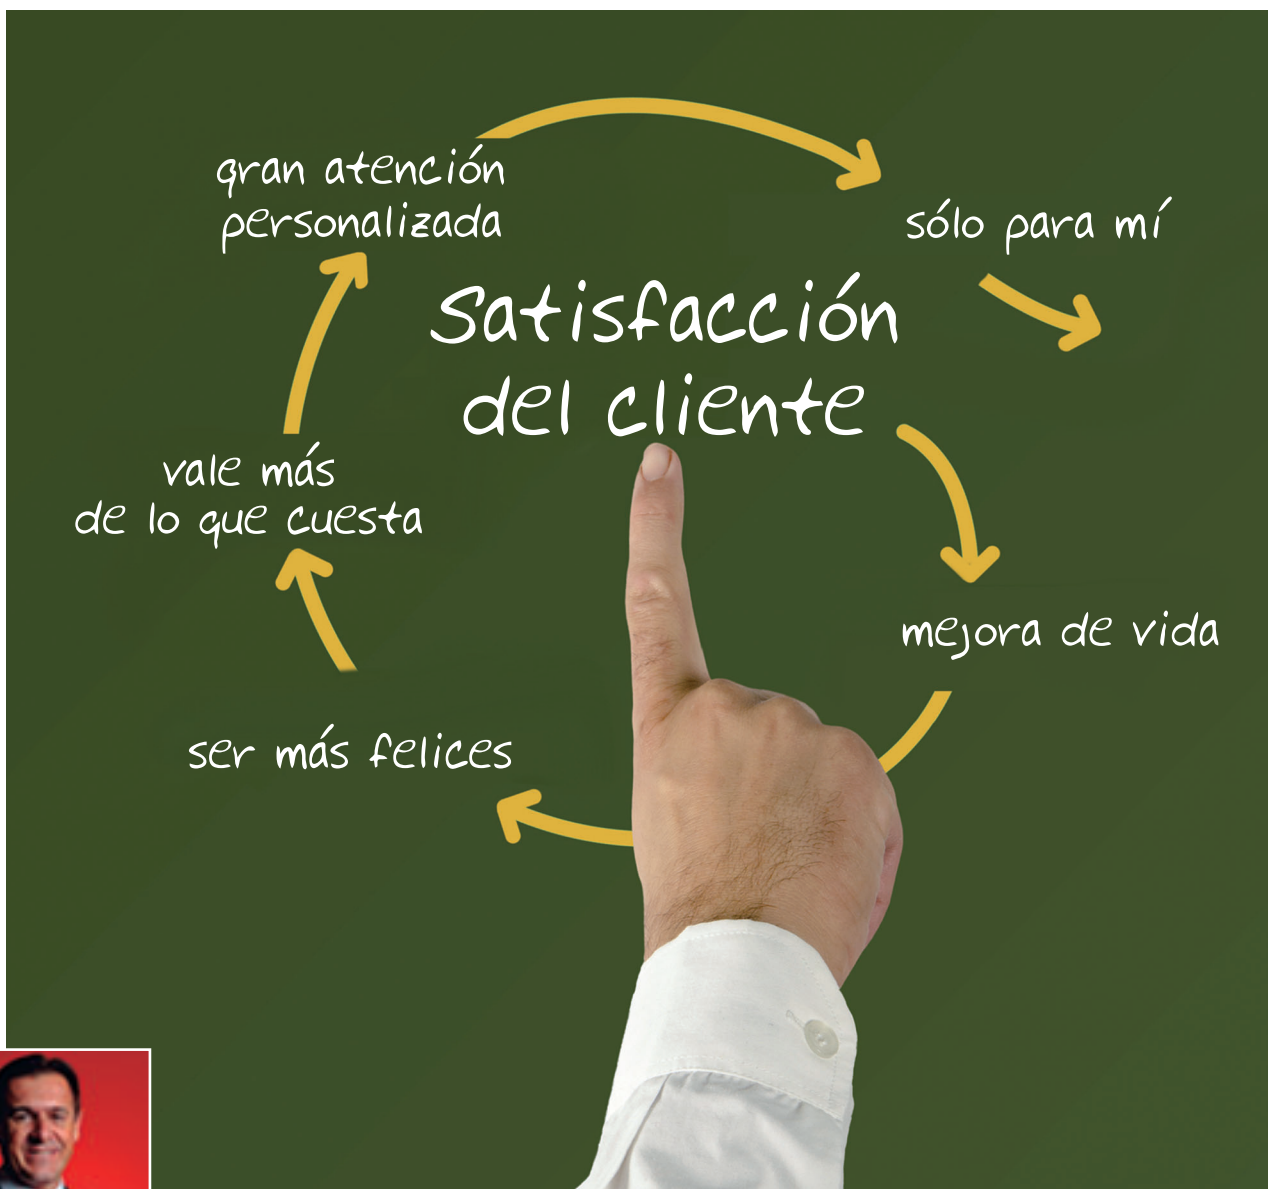 gran atención
personalizada
sólo para mí
Satisfacción
del cliente
vale más
de lo que cuesta
mejora de vida
ser más felices